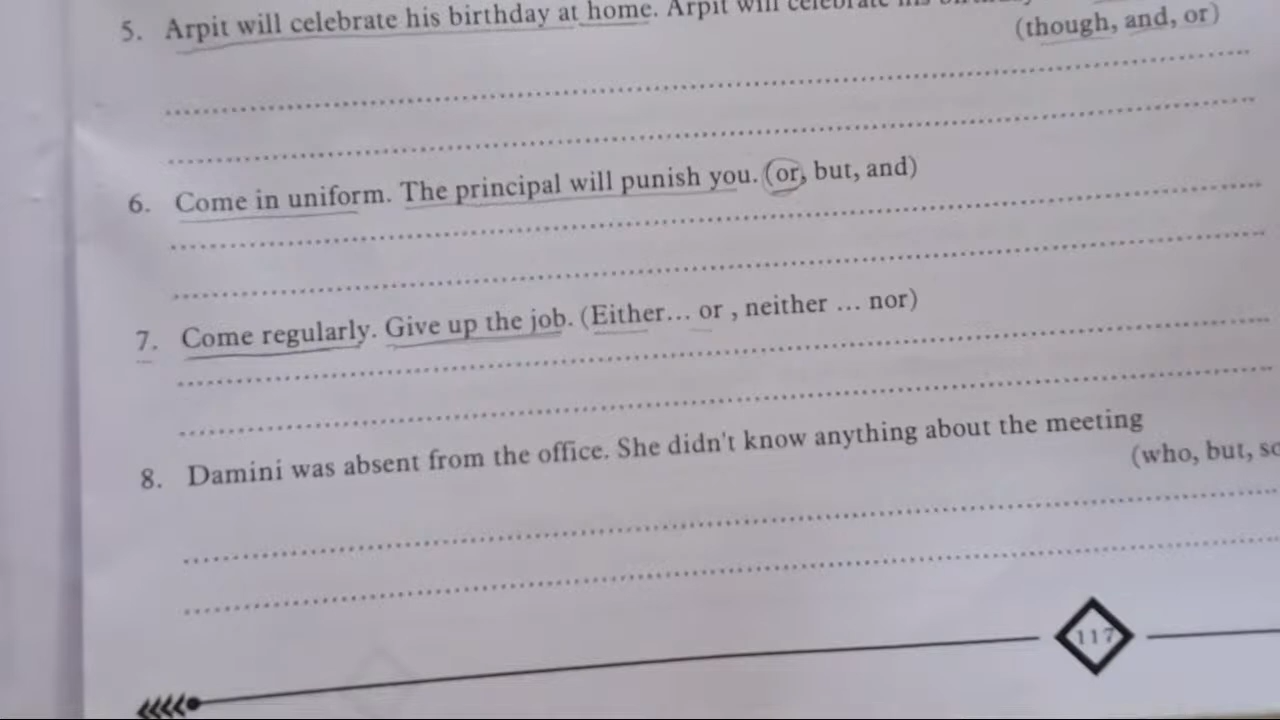 5. Arpit will celebrate his birthday at home. Arpit will celebrate
(though, and, or)
6. Come in uniform. The principal will punish you. (or, but, and)
7. Come regularly. Give up the job. (Either... or , neither ... nor)
8. Damini was absent from the office. She didn't know anything about the meeting
(who, but, so
117